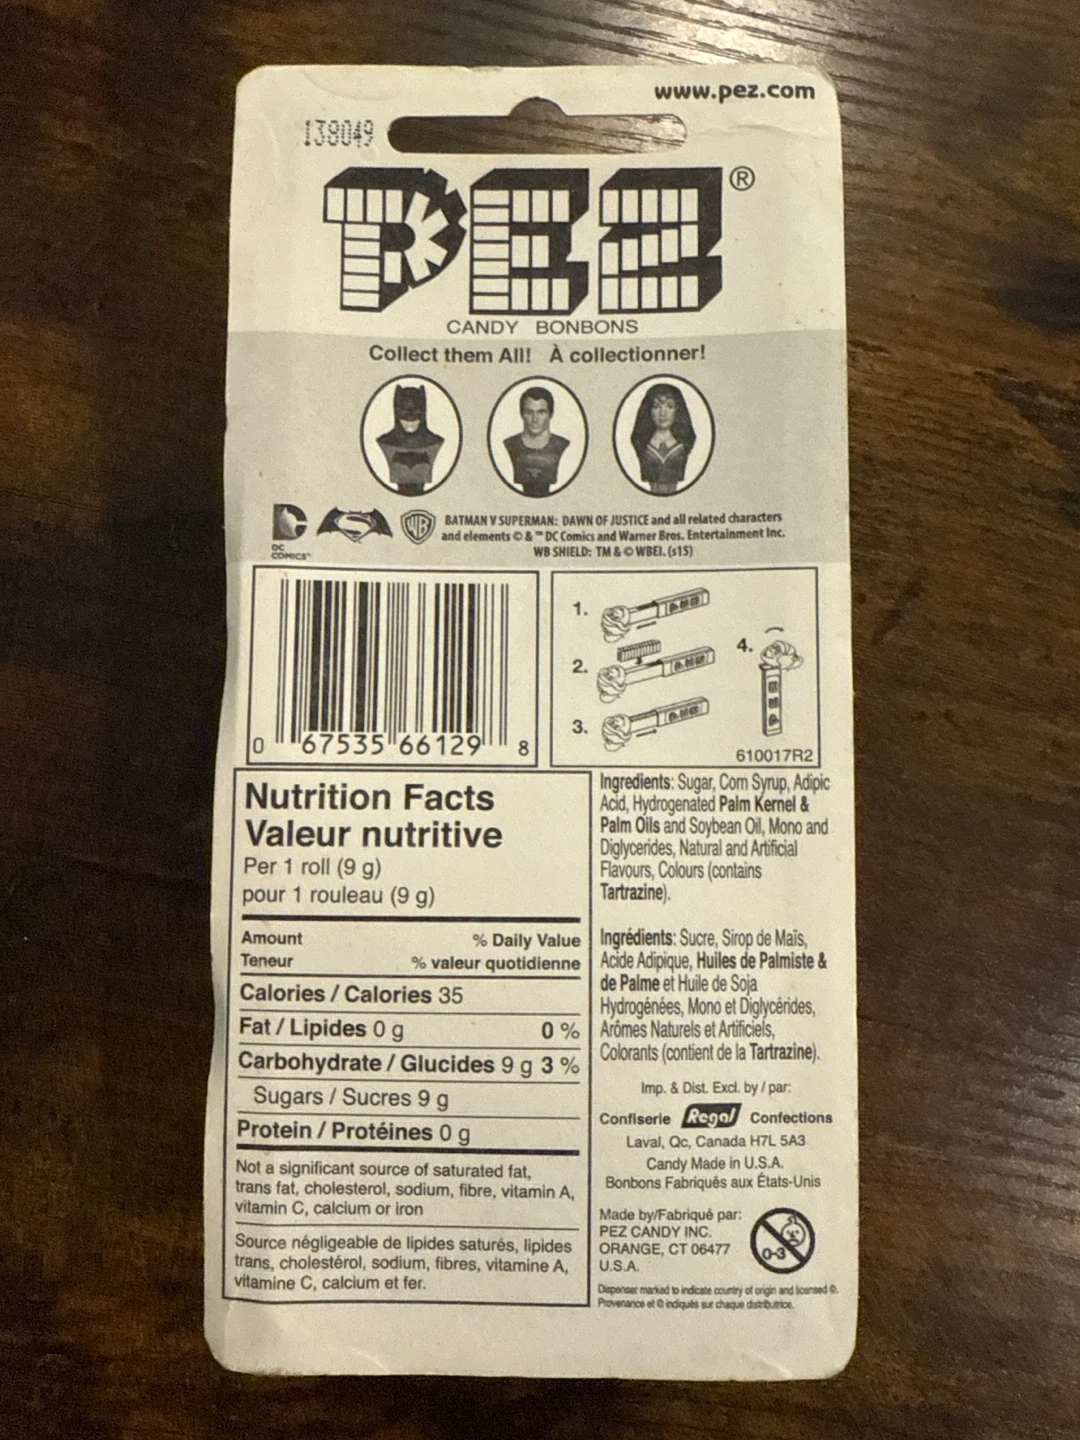 www.pez.com
138049
PEZ®
CANDY BONBONS
Collect them All! À collectionner!
DC COMICS™
WB
BATMAN V SUPERMAN: DAWN OF JUSTICE and all related characters
and elements © & ™ DC Comics and Warner Bros. Entertainment Inc.
WB SHIELD: TM & © WBEI. (s15)
0 67535 66129 8
1.
2.
3.
4.
610017R2
Nutrition Facts
Valeur nutritive
Per 1 roll (9 g)
pour 1 rouleau (9 g)
Amount % Daily Value
Teneur % valeur quotidienne
Calories / Calories 35
Fat / Lipides 0 g 0 %
Carbohydrate / Glucides 9 g 3 %
Sugars / Sucres 9 g
Protein / Protéines 0 g
Not a significant source of saturated fat,
trans fat, cholesterol, sodium, fibre, vitamin A,
vitamin C, calcium or iron
Source négligeable de lipides saturés, lipides
trans, cholestérol, sodium, fibres, vitamine A,
vitamine C, calcium et fer.
Ingredients: Sugar, Corn Syrup, Adipic
Acid, Hydrogenated Palm Kernel &
Palm Oils and Soybean Oil, Mono and
Diglycerides, Natural and Artificial
Flavours, Colours (contains
Tartrazine).
Ingrédients: Sucre, Sirop de Maïs,
Acide Adipique, Huiles de Palmiste &
de Palme et Huile de Soja
Hydrogénées, Mono et Diglycérides,
Arômes Naturels et Artificiels,
Colorants (contient de la Tartrazine).
Imp. & Dist. Excl. by / par:
Confiserie Regal Confections
Laval, Qc, Canada H7L 5A3
Candy Made in U.S.A.
Bonbons Fabriqués aux États-Unis
Made by/Fabriqué par:
PEZ CANDY INC.
ORANGE, CT 06477
U.S.A.
0-3
Dispenser marked to indicate country of origin and licensed ©.
Provenance et © indiqués sur chaque distributrice.